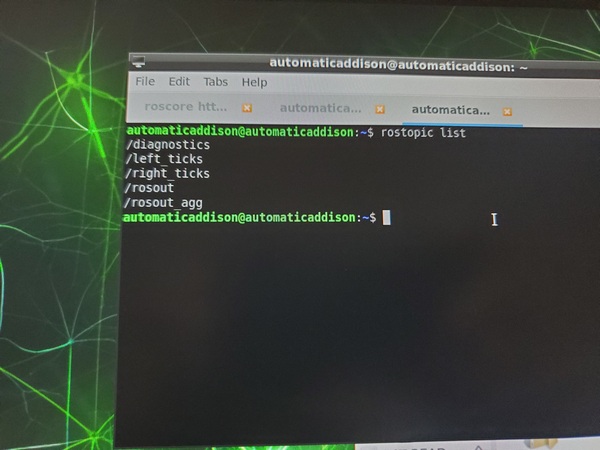 automaticaddison@automaticaddison: ~
File Edit Tabs Help
roscore htt... automatica... automatica...
automaticaddison@automaticaddison:~$ rostopic list
/diagnostics
/left_ticks
/right_ticks
/rosout
/rosout_agg
automaticaddison@automaticaddison:~$